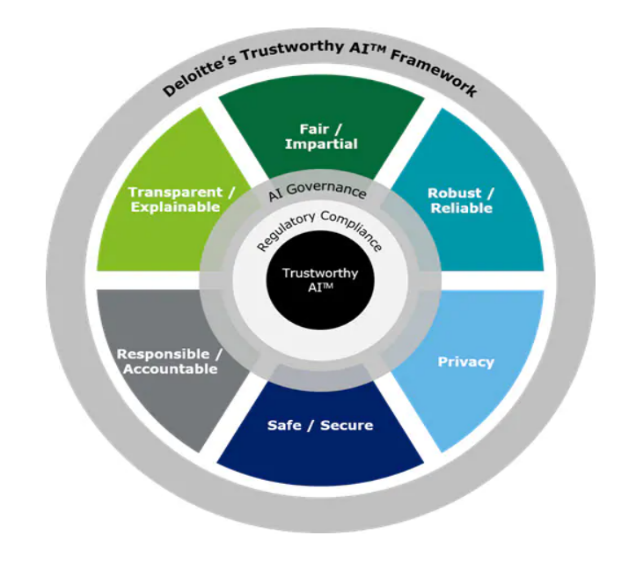 Deloitte's Trustworthy AI™ Framework
Fair /
Impartial
Transparent /
Explainable
Robust /
Reliable
AI Governance
Regulatory Compliance
Trustworthy
AI™
Responsible /
Accountable
Privacy
Safe / Secure